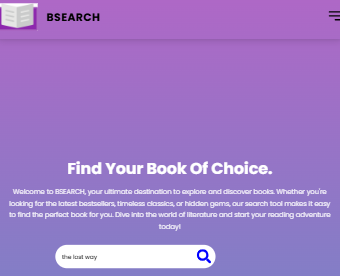 BSEARCH
Find Your Book Of Choice.
Welcome to BSEARCH, your ultimate destination to explore and discover books. Whether you're
looking for the latest bestsellers, timeless classics, or hidden gems, our search tool makes it easy
to find the perfect book for you. Dive into the world of literature and start your reading adventure
today!
the last way